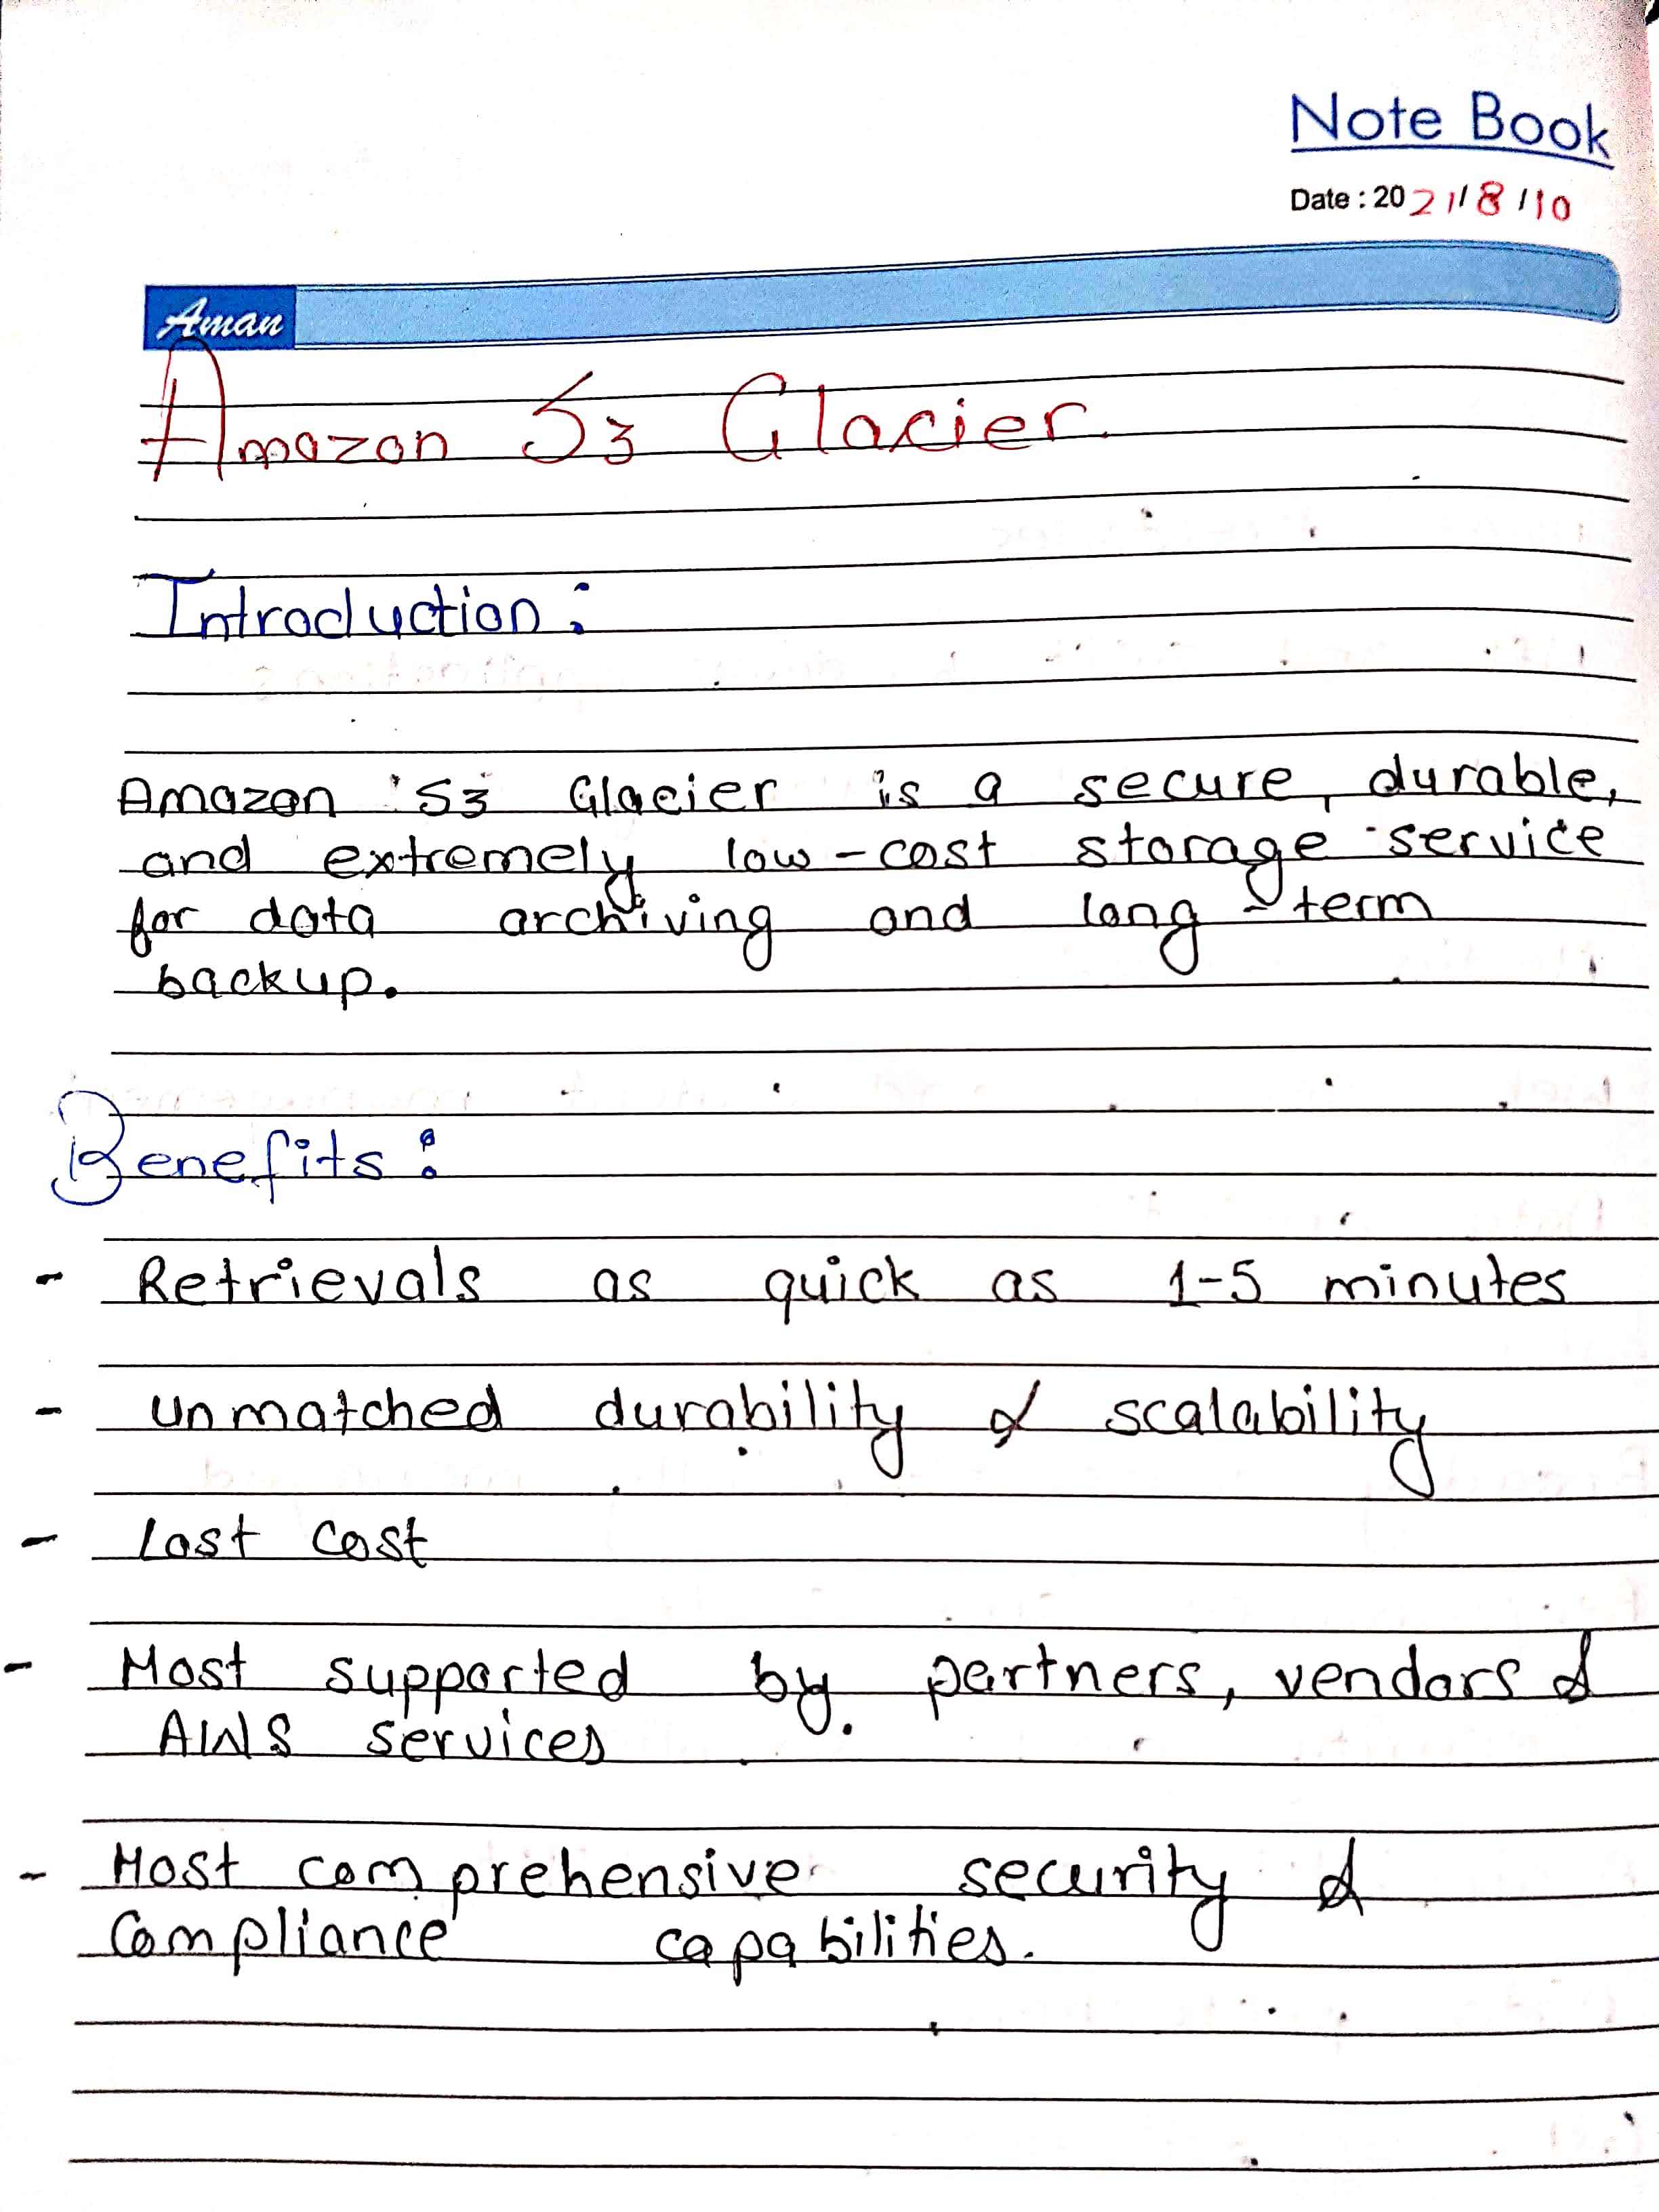 Note Book
Date : 2021/8/10
Aman
Amazon S3 Glacier
Introduction :
Amazon S3 Glacier is a secure, durable,
and extremely low-cost storage service
for data archiving and long-term
backup.
Benefits :
- Retrievals as quick as 1-5 minutes
- unmatched durability & scalability
- Lost cost
- Most supported by partners, vendors &
AWS services
- Most comprehensive security &
Compliance capabilities.